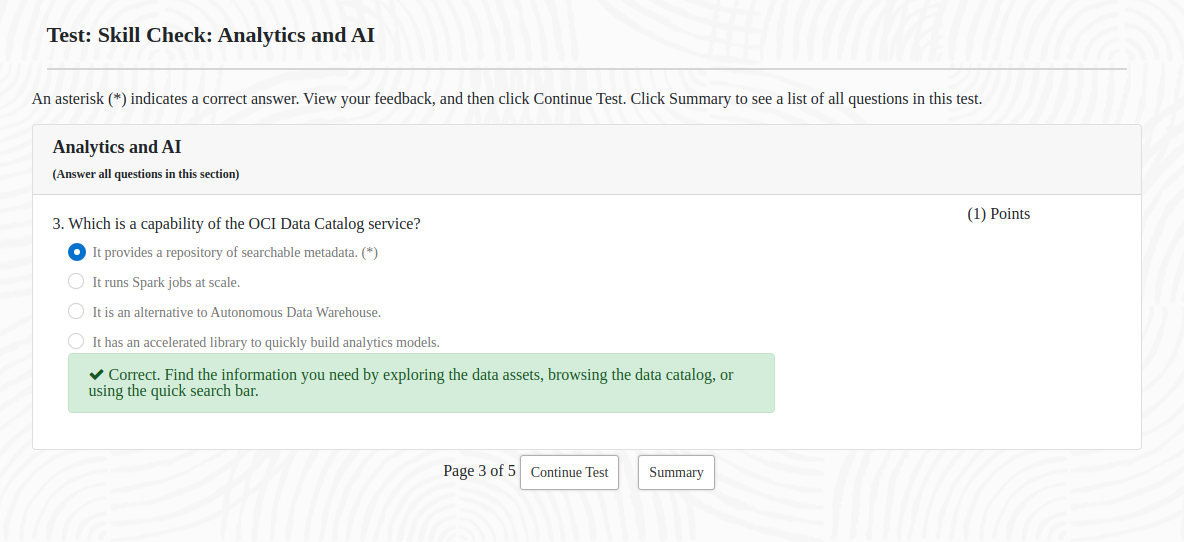 Test: Skill Check: Analytics and AI
An asterisk (*) indicates a correct answer. View your feedback, and then click Continue Test. Click Summary to see a list of all questions in this test.
Analytics and AI
(Answer all questions in this section)
3. Which is a capability of the OCI Data Catalog service?
(1) Points
It provides a repository of searchable metadata. (*)
It runs Spark jobs at scale.
It is an alternative to Autonomous Data Warehouse.
It has an accelerated library to quickly build analytics models.
Correct. Find the information you need by exploring the data assets, browsing the data catalog, or
using the quick search bar.
Page 3 of 5 Continue Test Summary